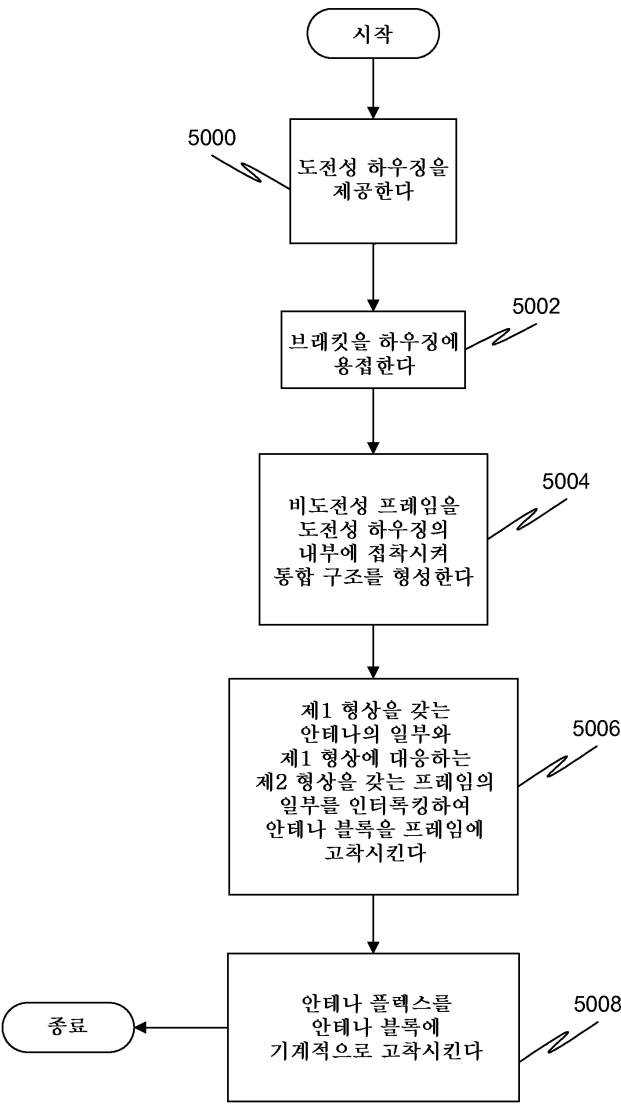 시작
5000
도전성 하우징을
제공한다
5002
브래킷을 하우징에
용접한다
5004
비도전성 프레임을
도전성 하우징의
내부에 접착시켜
통합 구조를 형성한다
5006
제1 형상을 갖는
안테나의 일부와
제1 형상에 대응하는
제2 형상을 갖는 프레임의
일부를 인터록킹하여
안테나 블록을 프레임에
고착시킨다
5008
안테나 플렉스를
안테나 블록에
기계적으로 고착시킨다
종료